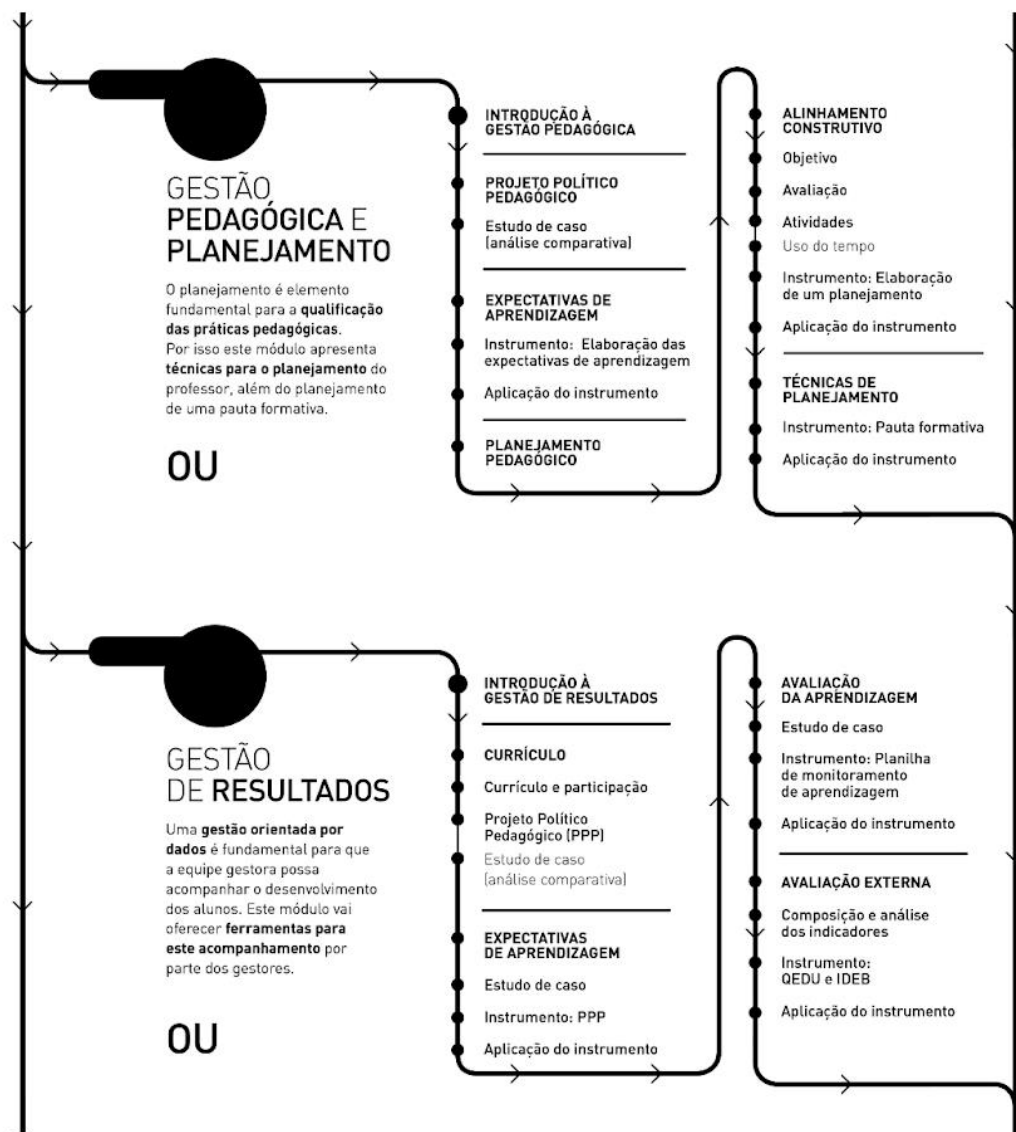 GESTÃO
PEDAGÓGICA E
PLANEJAMENTO
O planejamento é elemento
fundamental para a qualificação
das práticas pedagógicas.
Por isso este módulo apresenta
técnicas para o planejamento do
professor, além do planejamento
de uma pauta formativa.
OU
INTRODUÇÃO À
GESTÃO PEDAGÓGICA
PROJETO POLÍTICO
PEDAGÓGICO
Estudo de caso
(análise comparativa)
EXPECTATIVAS DE
APRENDIZAGEM
Instrumento: Elaboração das
expectativas de aprendizagem
Aplicação do instrumento
PLANEJAMENTO
PEDAGÓGICO
ALINHAMENTO
CONSTRUTIVO
Objetivo
Avaliação
Atividades
Uso do tempo
Instrumento: Elaboração
de um planejamento
Aplicação do instrumento
TÉCNICAS DE
PLANEJAMENTO
Instrumento: Pauta formativa
Aplicação do instrumento
GESTÃO
DE RESULTADOS
Uma gestão orientada por
dados é fundamental para que
a equipe gestora possa
acompanhar o desenvolvimento
dos alunos. Este módulo vai
oferecer ferramentas para
este acompanhamento por
parte dos gestores.
OU
INTRODUÇÃO À
GESTÃO DE RESULTADOS
CURRÍCULO
Currículo e participação
Projeto Político
Pedagógico (PPP)
Estudo de caso
(análise comparativa)
EXPECTATIVAS
DE APRENDIZAGEM
Estudo de caso
Instrumento: PPP
Aplicação do instrumento
AVALIAÇÃO
DA APRENDIZAGEM
Estudo de caso
Instrumento: Planilha
de monitoramento
de aprendizagem
Aplicação do instrumento
AVALIAÇÃO EXTERNA
Composição e análise
dos indicadores
Instrumento:
QEDU e IDEB
Aplicação do instrumento